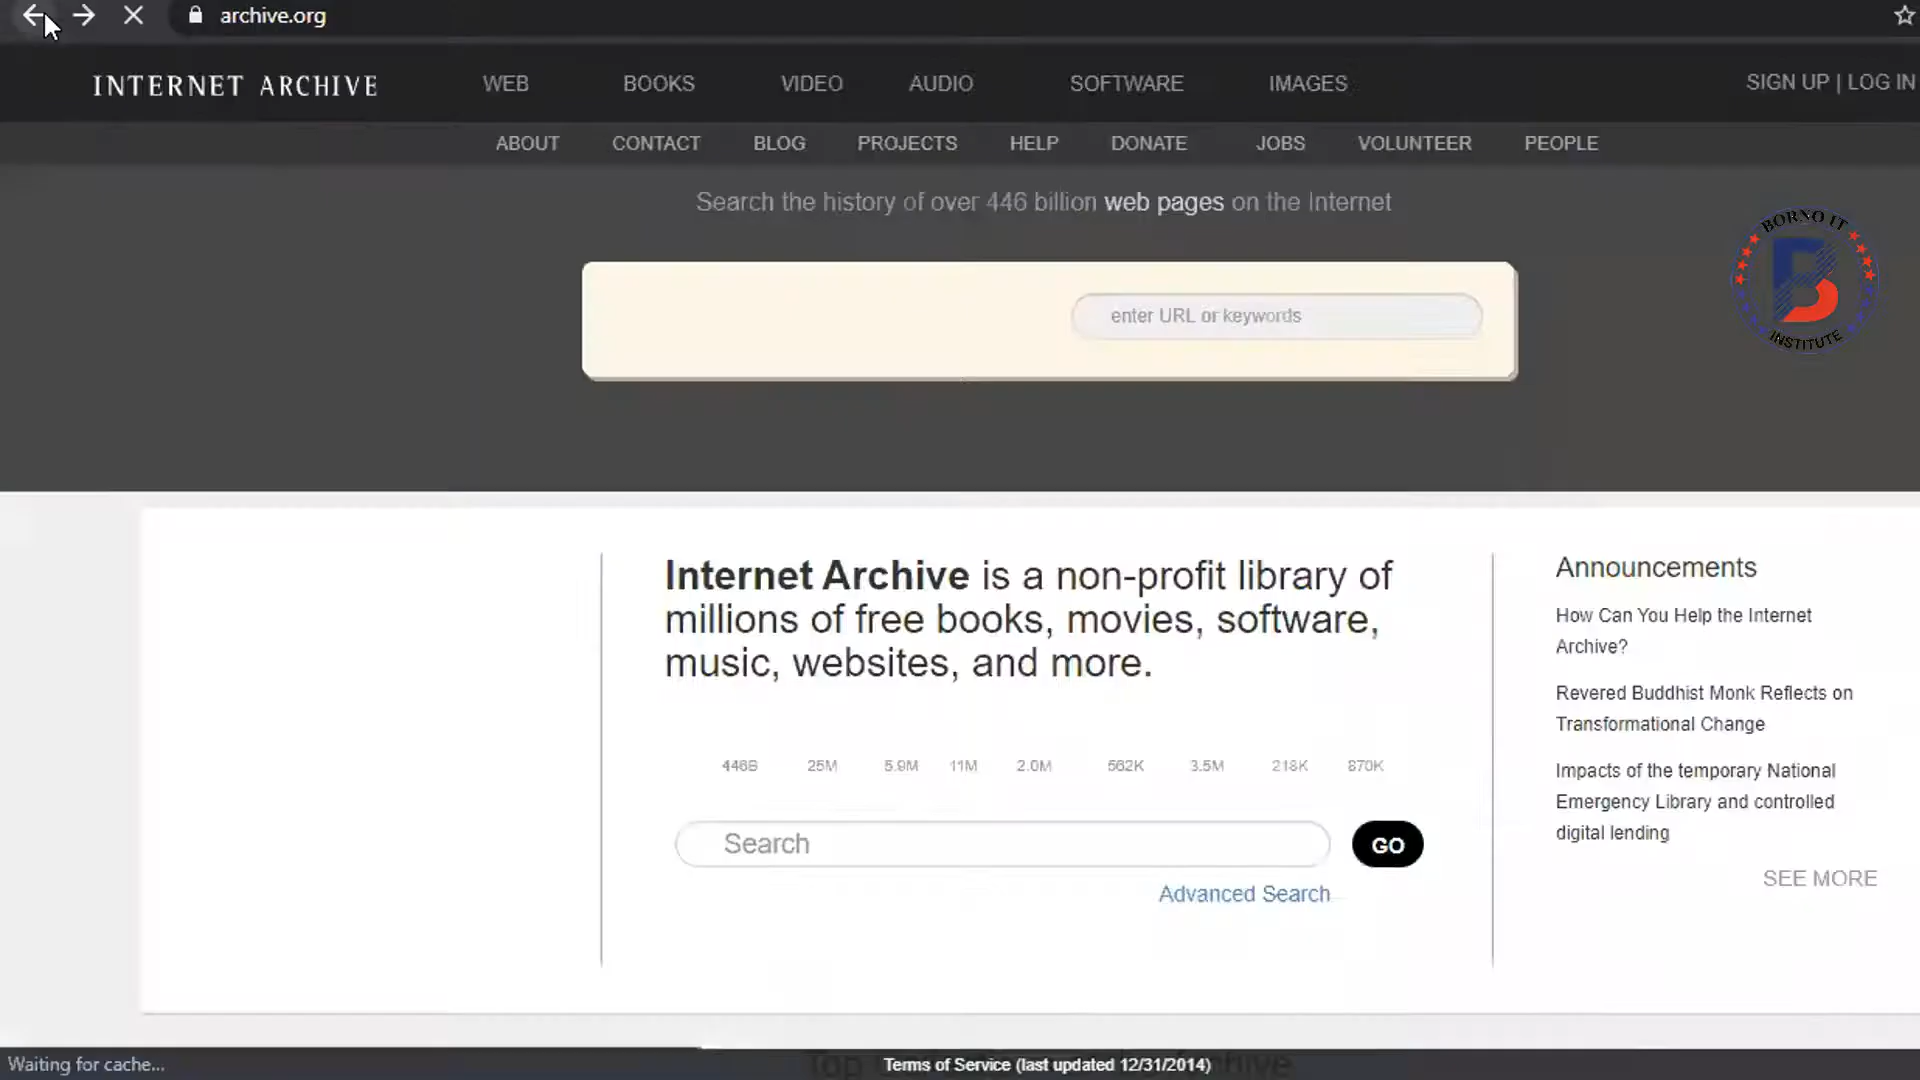 archive.org
INTERNET ARCHIVE
WEB BOOKS VIDEO AUDIO SOFTWARE IMAGES
SIGN UP | LOG IN
ABOUT CONTACT BLOG PROJECTS HELP DONATE JOBS VOLUNTEER PEOPLE
Search the history of over 446 billion web pages on the Internet
BORNO IT
B
INSTITUTE
enter URL or keywords
Internet Archive is a non-profit library of
millions of free books, movies, software,
music, websites, and more.
446B 25M 5.9M 11M 2.0M 562K 3.5M 218K 870K
Search
GO
Advanced Search
Announcements
How Can You Help the Internet
Archive?
Revered Buddhist Monk Reflects on
Transformational Change
Impacts of the temporary National
Emergency Library and controlled
digital lending
SEE MORE
Waiting for cache...
Terms of Service (last updated 12/31/2014)